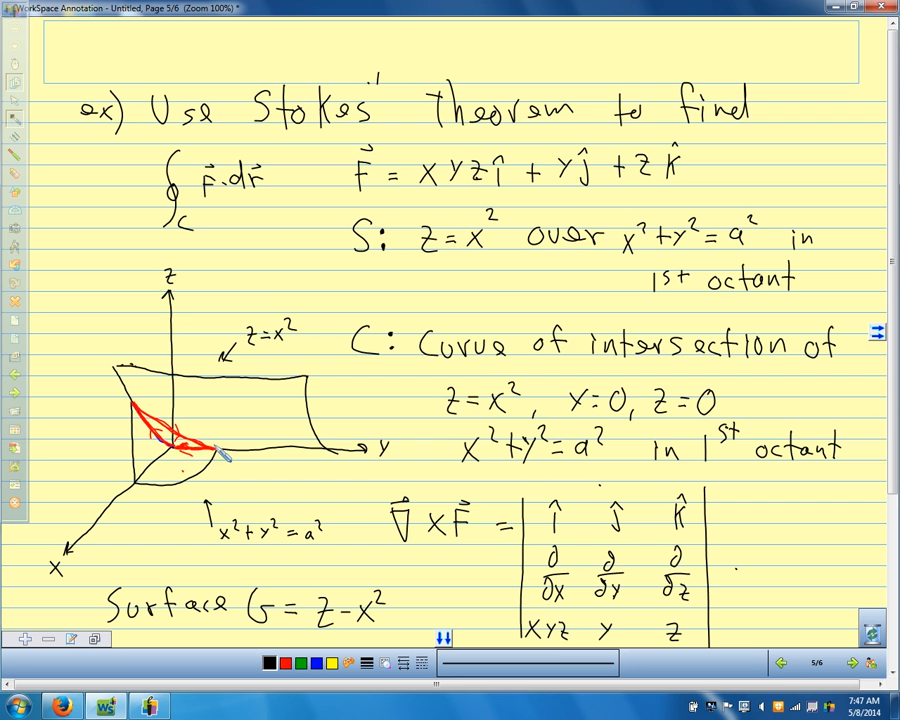 WorkSpace Annotation - Untitled, Page 5/6 (Zoom 100%) *
ex) Use Stokes' Theorem to find
∮_C F⃗·dr⃗    F⃗ = xyz î + y ĵ + z k̂
S: z = x² over x² + y² = a² in
1st octant
z
z = x²
C: Curve of intersection of
z = x², y = 0, z = 0
y
x² + y² = a² in 1st octant
x² + y² = a²
x
∇⃗ × F⃗ = | î ĵ k̂
∂/∂x ∂/∂y ∂/∂z
xyz y z |
Surface G = z - x²
5/6
7:47 AM
5/8/2014